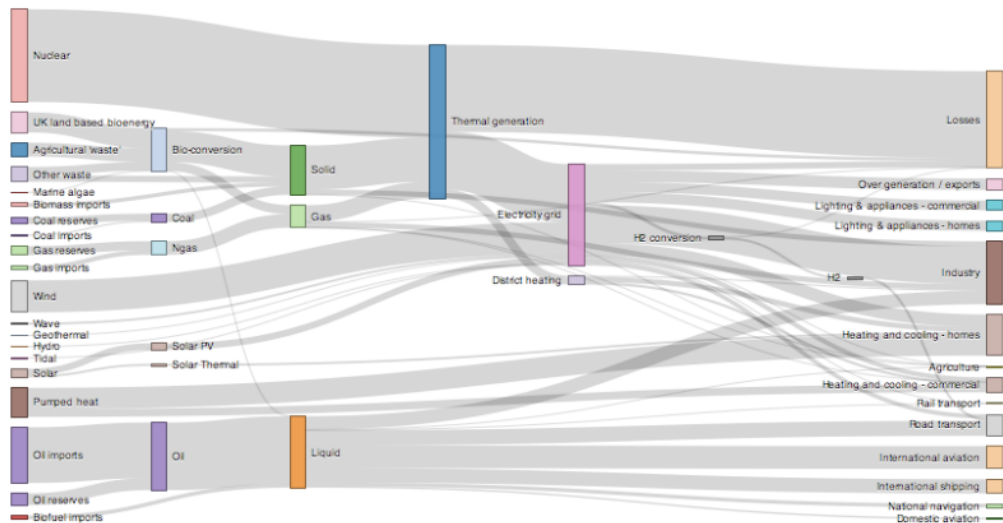 Nuclear
UK land based bioenergy
Agricultural 'waste'
Other waste
Marine algae
Biomass imports
Coal reserves
Coal imports
Gas reserves
Gas imports
Wind
Wave
Geothermal
Hydro
Tidal
Solar
Pumped heat
Oil imports
Oil reserves
Biofuel imports
Bio-conversion
Coal
Ngas
Solar PV
Solar Thermal
Oil
Solid
Gas
Liquid
Thermal generation
Electricity grid
District heating
H2 conversion
H2
Losses
Over generation / exports
Lighting & appliances - commercial
Lighting & appliances - homes
Industry
Heating and cooling - homes
Agriculture
Heating and cooling - commercial
Rail transport
Road transport
International aviation
International shipping
National navigation
Domestic aviation